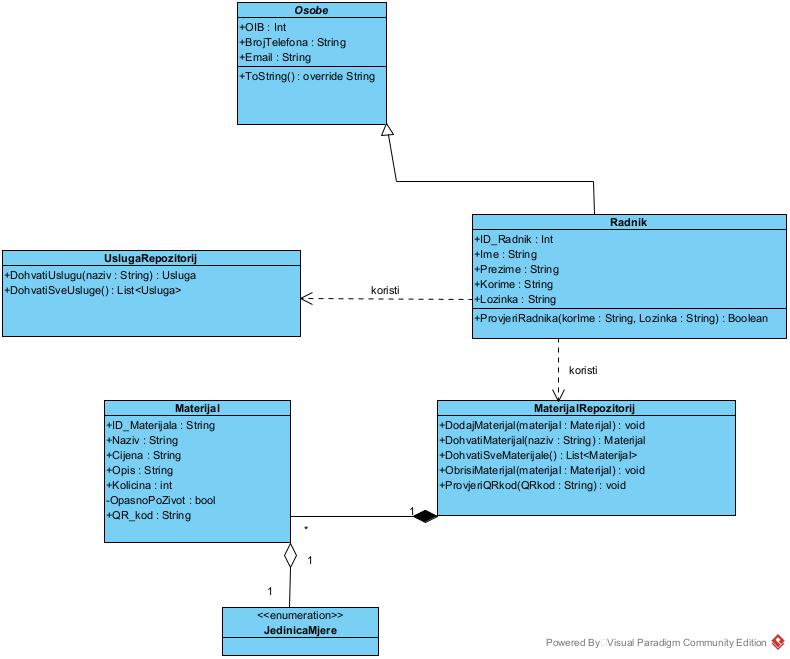 Osobe
+OIB : Int
+BrojTelefona : String
+Email : String
+ToString() : override String
Radnik
+ID_Radnik : Int
+Ime : String
+Prezime : String
+Korime : String
+Lozinka : String
+ProvjeriRadnika(korIme : String, Lozinka : String) : Boolean
UslugaRepozitorij
+DohvatiUslugu(naziv : String) : Usluga
+DohvatiSveUsluge() : List<Usluga>
koristi
koristi
Materijal
+ID_Materijala : String
+Naziv : String
+Cijena : String
+Opis : String
+Kolicina : int
-OpasnoPoZivot : bool
+QR_kod : String
MaterijalRepozitorij
+DodajMaterijal(materijal : Materijal) : void
+DohvatiMaterijal(naziv : String) : Materijal
+DohvatiSveMaterijale() : List<Materijal>
+ObrisiMaterijal(materijal : Materijal) : void
+ProvjeriQRkod(QRkod : String) : void
1
*
1
1
<<enumeration>>
JedinicaMjere
Powered By Visual Paradigm Community Edition